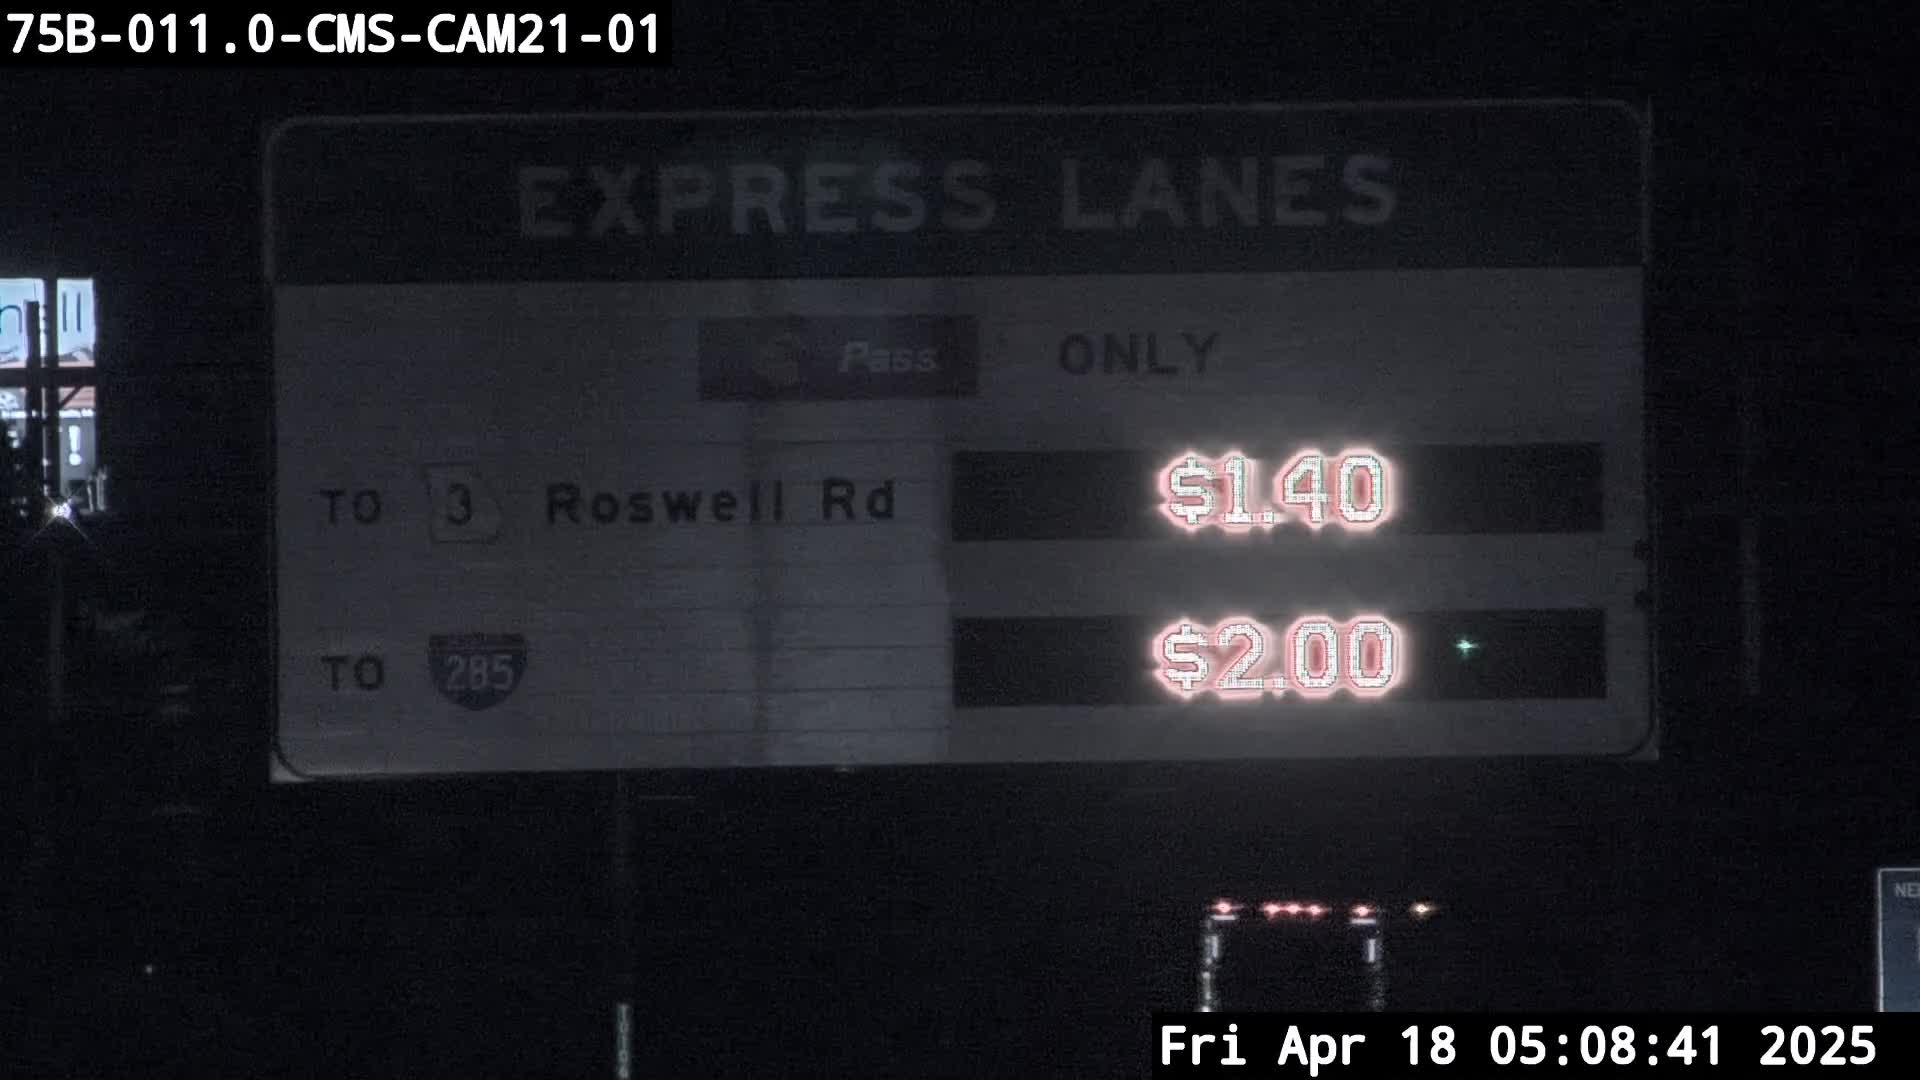 75B-011.0-CMS-CAM21-01
EXPRESS LANES
Pass ONLY
TO 3 Roswell Rd $1.40
TO 285 $2.00
Fri Apr 18 05:08:41 2025